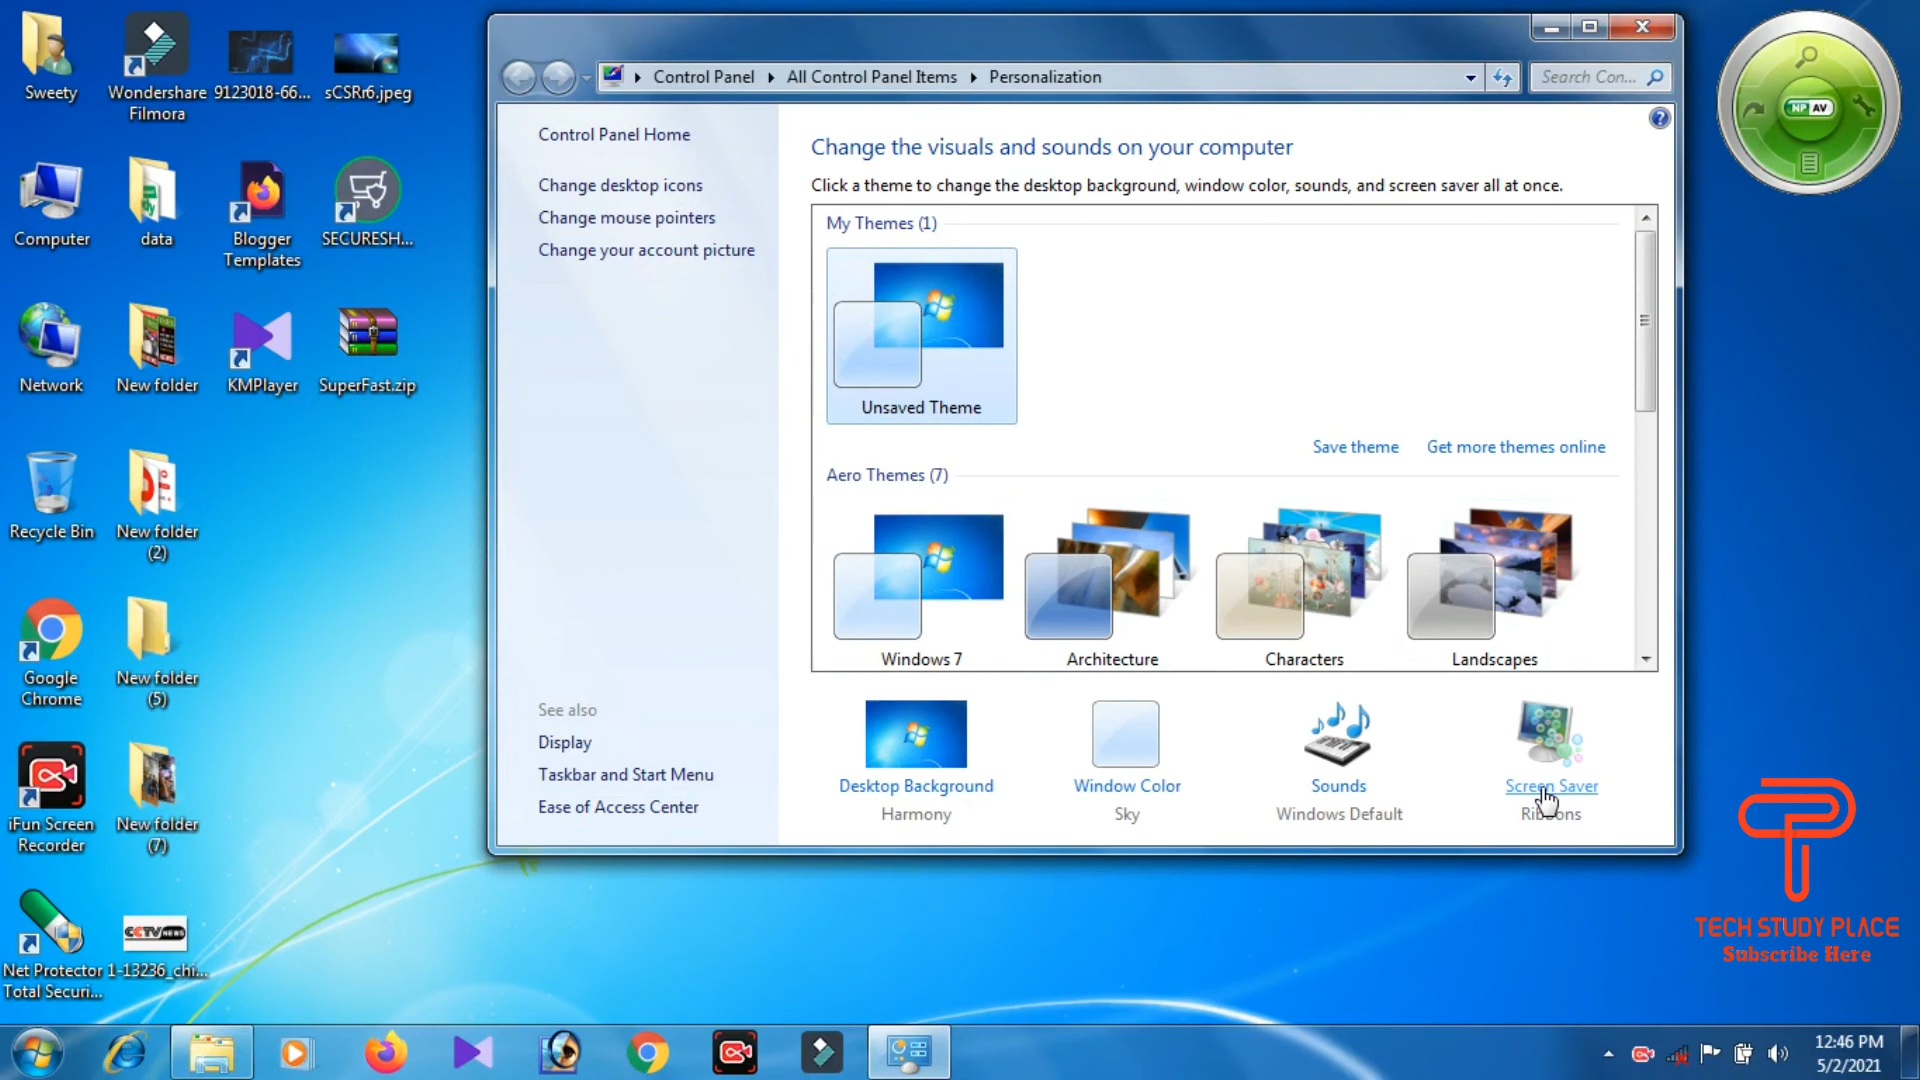 Sweety
Wondershare
Filmora
9123018-66...
sCSRr6.jpeg
Computer
data
Blogger
Templates
SECURESH...
Network
New folder
KMPlayer
SuperFast.zip
Recycle Bin
New folder
(2)
Google
Chrome
New folder
(5)
iFun Screen
Recorder
New folder
(7)
Net Protector
Total Securi...
CCTV NEWS
1-13236_chi...
Control Panel
All Control Panel Items
Personalization
Search Con...
Control Panel Home
Change desktop icons
Change mouse pointers
Change your account picture
See also
Display
Taskbar and Start Menu
Ease of Access Center
Change the visuals and sounds on your computer
Click a theme to change the desktop background, window color, sounds, and screen saver all at once.
My Themes (1)
Unsaved Theme
Save theme
Get more themes online
Aero Themes (7)
Windows 7
Architecture
Characters
Landscapes
Desktop Background
Harmony
Window Color
Sky
Sounds
Windows Default
Screen Saver
Ribbons
NP AV
TECH STUDY PLACE
Subscribe Here
12:46 PM
5/2/2021